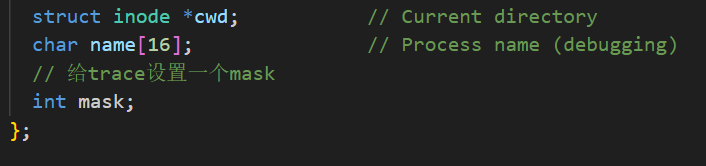 struct inode *cwd;           // Current directory
char name[16];               // Process name (debugging)
// 给trace设置一个mask
int mask;
};